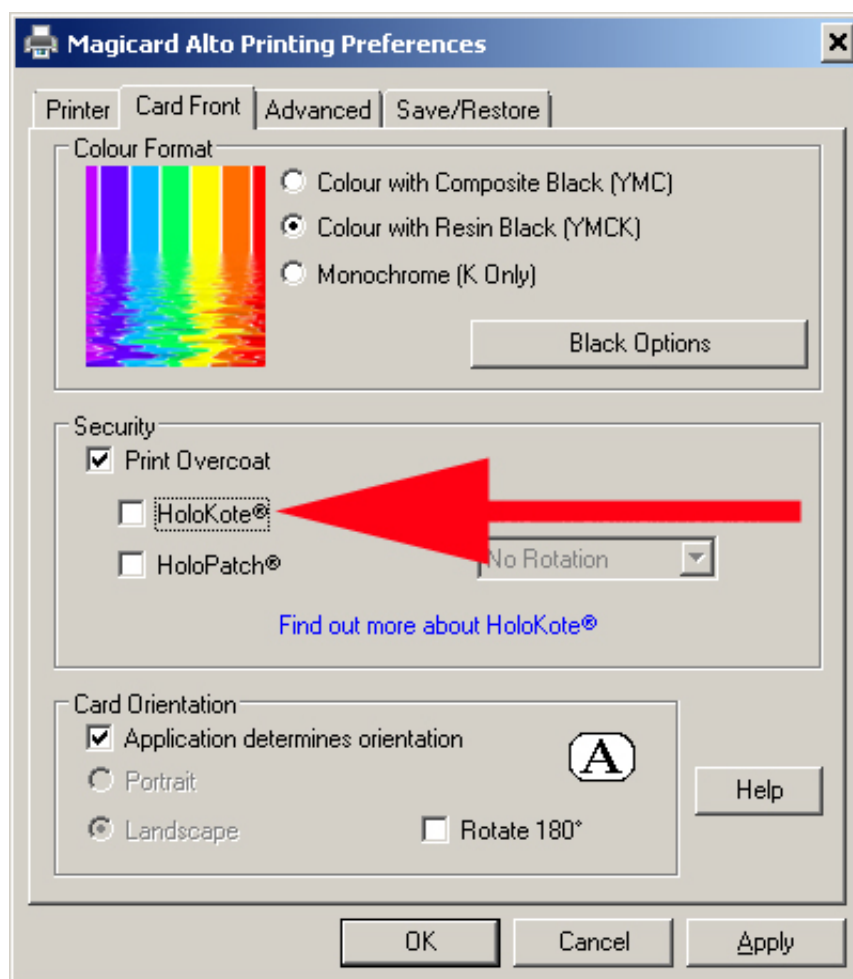 Magicard Alto Printing Preferences
Printer Card Front Advanced Save/Restore
Colour Format
Colour with Composite Black (YMC)
Colour with Resin Black (YMCK)
Monochrome (K Only)
Black Options
Security
Print Overcoat
HoloKote®
HoloPatch®
No Rotation
Find out more about HoloKote®
Card Orientation
Application determines orientation
A
Portrait
Help
Landscape
Rotate 180°
OK Cancel Apply